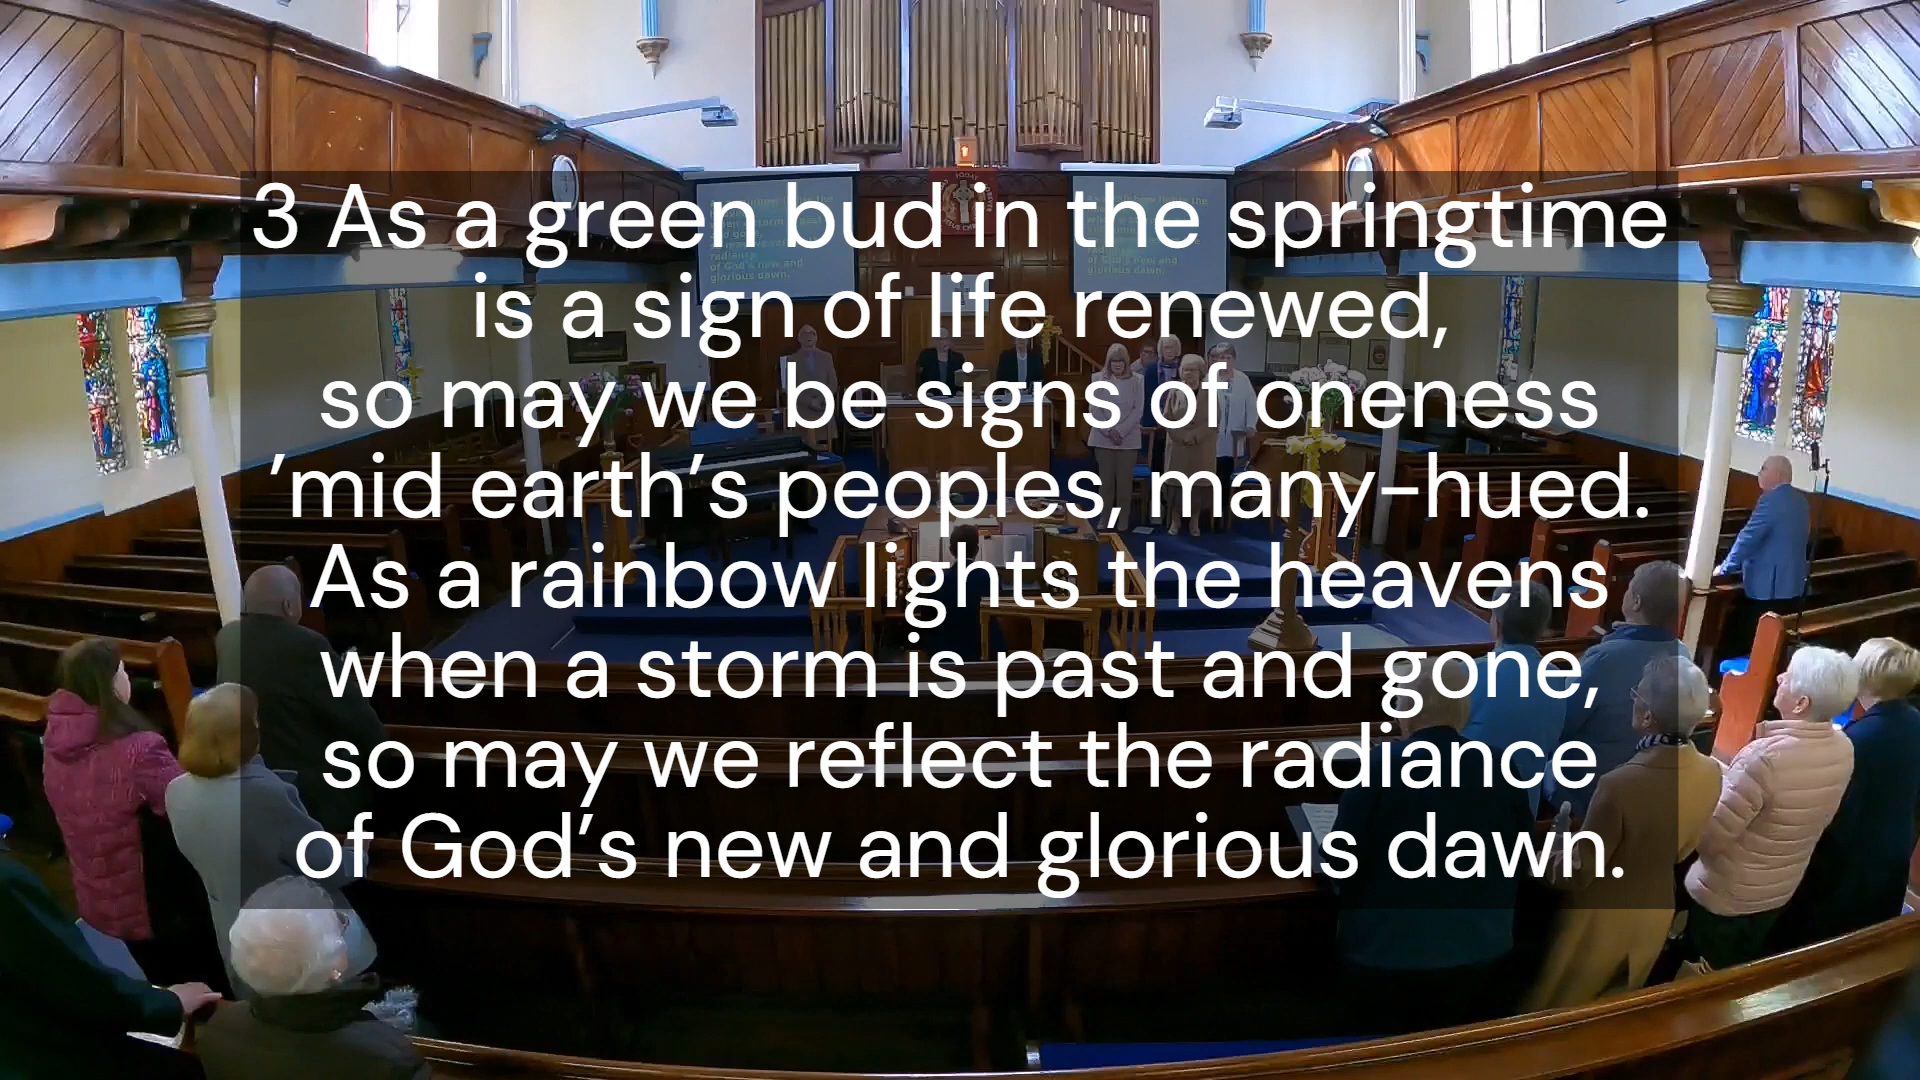 3 As a green bud in the springtime
is a sign of life renewed,
so may we be signs of oneness
’mid earth’s peoples, many-hued.
As a rainbow lights the heavens
when a storm is past and gone,
so may we reflect the radiance
of God’s new and glorious dawn.